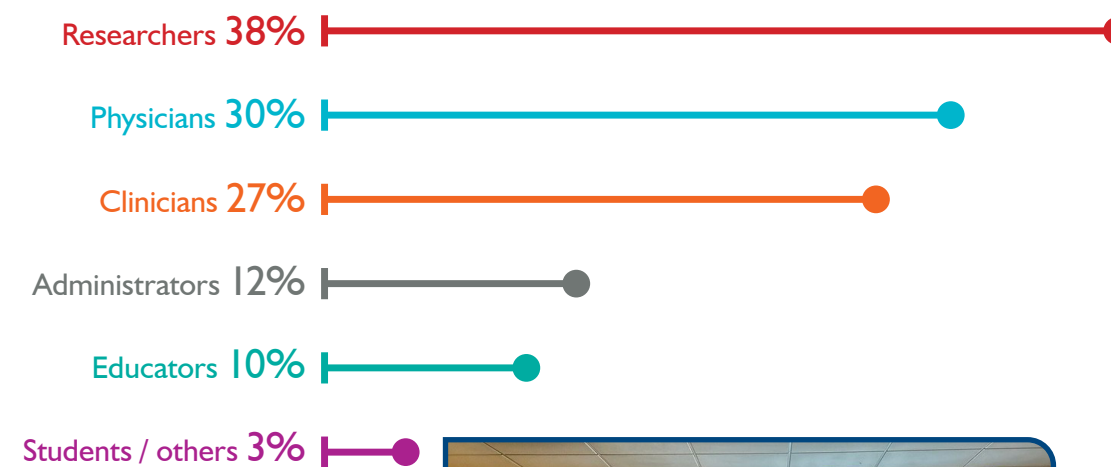 Researchers 38%
Physicians 30%
Clinicians 27%
Administrators 12%
Educators 10%
Students / others 3%